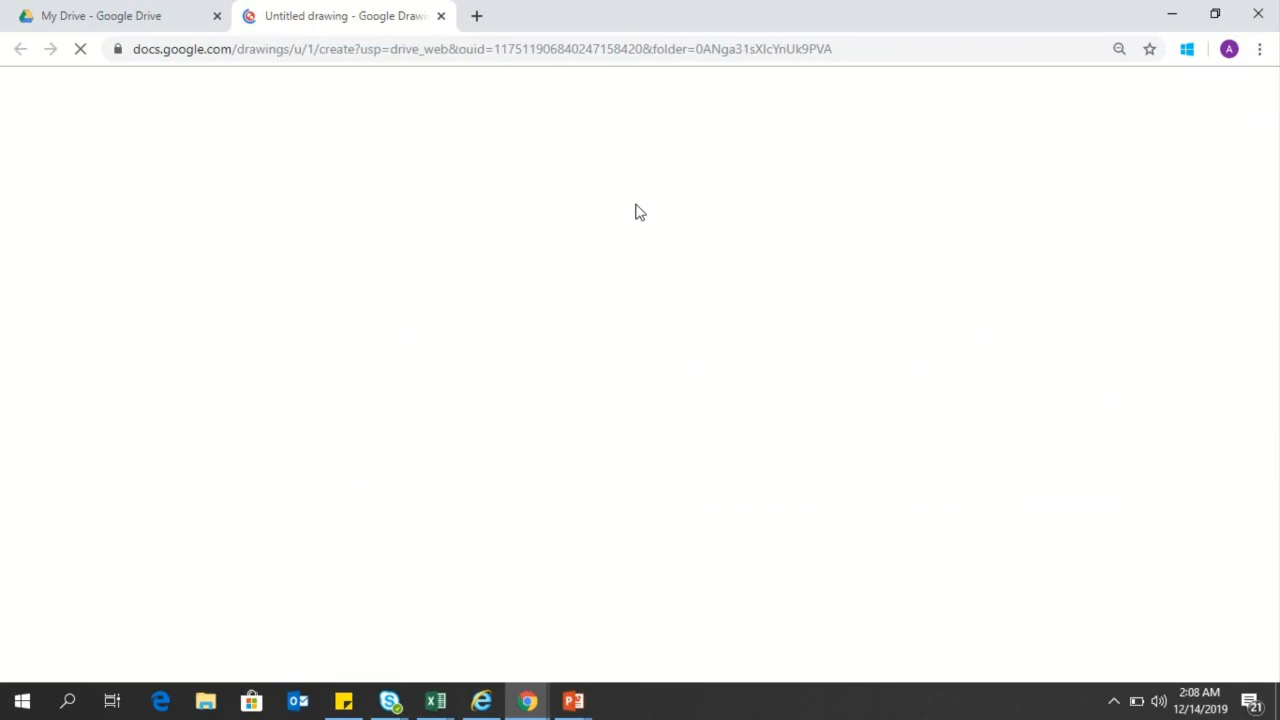 My Drive - Google Drive
Untitled drawing - Google Drawi
docs.google.com/drawings/u/1/create?usp=drive_web&ouid=117511906840247158420&folder=0ANga31sXIcYnUk9PVA
A
2:08 AM
12/14/2019
21